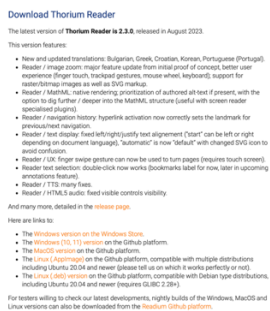 Download Thorium Reader
The latest version of Thorium Reader is 2.3.0, released in August 2023.
This version features:
• New and updated translations: Bulgarian, Greek, Croatian, Korean, Portuguese (Portugal).
• Reader / image zoom: major feature update from initial proof of concept, better user
experience (finger touch, trackpad gestures, mouse wheel, keyboard), support for
raster/bitmap images as well as SVG markup.
• Reader / MathML: native rendering, prioritization of authored alt-text if present, with the
option to dig further / deeper into the MathML structure (useful with screen reader
specialised plugins).
• Reader / navigation history: hyperlink activation now correctly sets the landmark for
previous/next navigation.
• Reader / text display: fixed left/right/justify text alignement ("start" can be left or right
depending on document language), "automatic" is now "default" with changed SVG icon to
avoid confusion.
• Reader / UX: finger swipe gesture can now be used to turn pages (requires touch screen).
• Reader text selection: double-click now works (bookmarks label for now, later in upcoming
annotations feature).
• Reader / TTS: many fixes.
• Reader / HTML5 audio: fixed visible controls visibility.
And many more, detailed in the release page.
Here are links to:
• The Windows version on the Windows Store.
• The Windows (10, 11) version on the Github platform.
• The MacOS version on the Github platform.
• The Linux (.AppImage) on the Github platform, compatible with multiple distributions
including Ubuntu 20.04 and newer (please tell us on which it works perfectly or not).
• The Linux (.deb) version on the Github platform, compatible with Debian type distributions,
including Ubuntu 20.04 and newer (requires GLIBC 2.28+).
For testers willing to check our latest developments, nightly builds of the Windows, MacOS and
Linux versions can also be downloaded from the Readium Github platform.